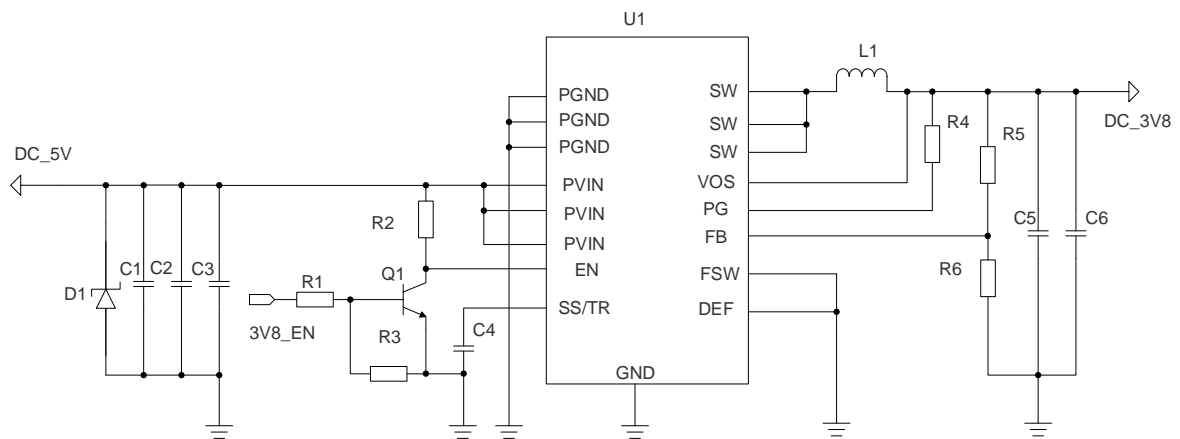 U1
L1
PGND
PGND
PGND
SW
SW
SW
DC_3V8
R4
R5
DC_5V
PVIN
PVIN
PVIN
VOS
PG
FB
R2
C5
C6
EN
FSW
R6
D1
C1
C2
C3
R1
Q1
SS/TR
DEF
3V8_EN
R3
C4
GND